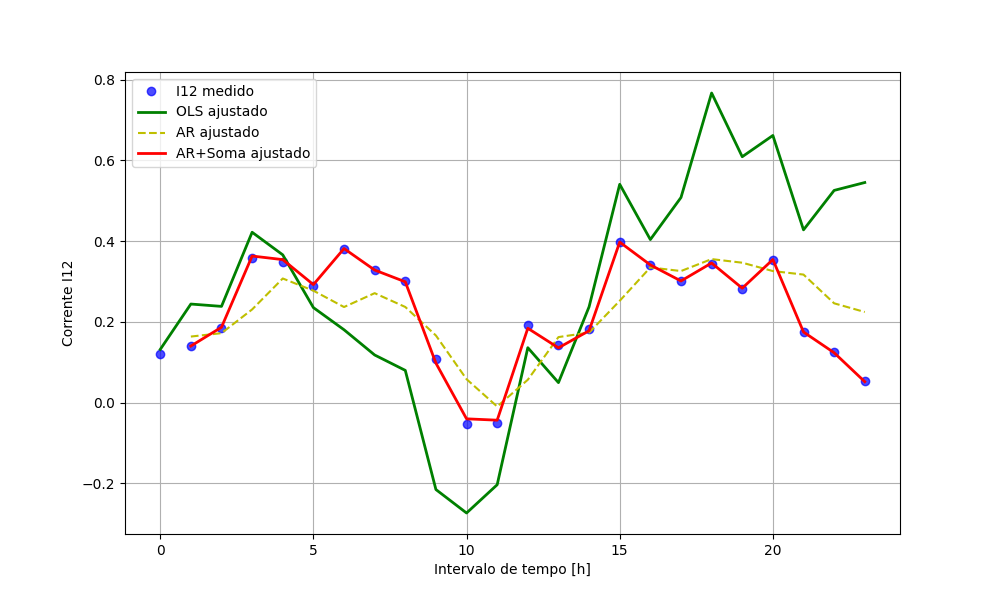 I12 medido
OLS ajustado
AR ajustado
AR+Soma ajustado
Corrente I12
0.8
0.6
0.4
0.2
0.0
−0.2
0 5 10 15 20
Intervalo de tempo [h]